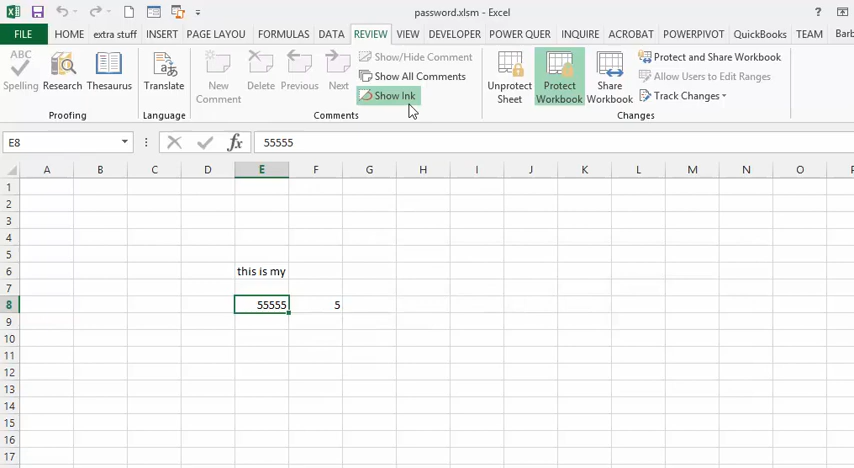 password.xlsm - Excel
?
FILE HOME extra stuff INSERT PAGE LAYOU FORMULAS DATA REVIEW VIEW DEVELOPER POWER QUER INQUIRE ACROBAT POWERPIVOT QuickBooks TEAM Barb
ABC
Spelling Research Thesaurus
Proofing
Translate
Language
New Comment
Delete Previous Next
Show/Hide Comment
Show All Comments
Show Ink
Comments
Unprotect Sheet
Protect Workbook
Share Workbook
Protect and Share Workbook
Allow Users to Edit Ranges
Track Changes
Changes
E8 fx 55555
A B C D E F G H I J K L M N O P
1
2
3
4
5
6 this is my
7
8 55555 5
9
10
11
12
13
14
15
16
17